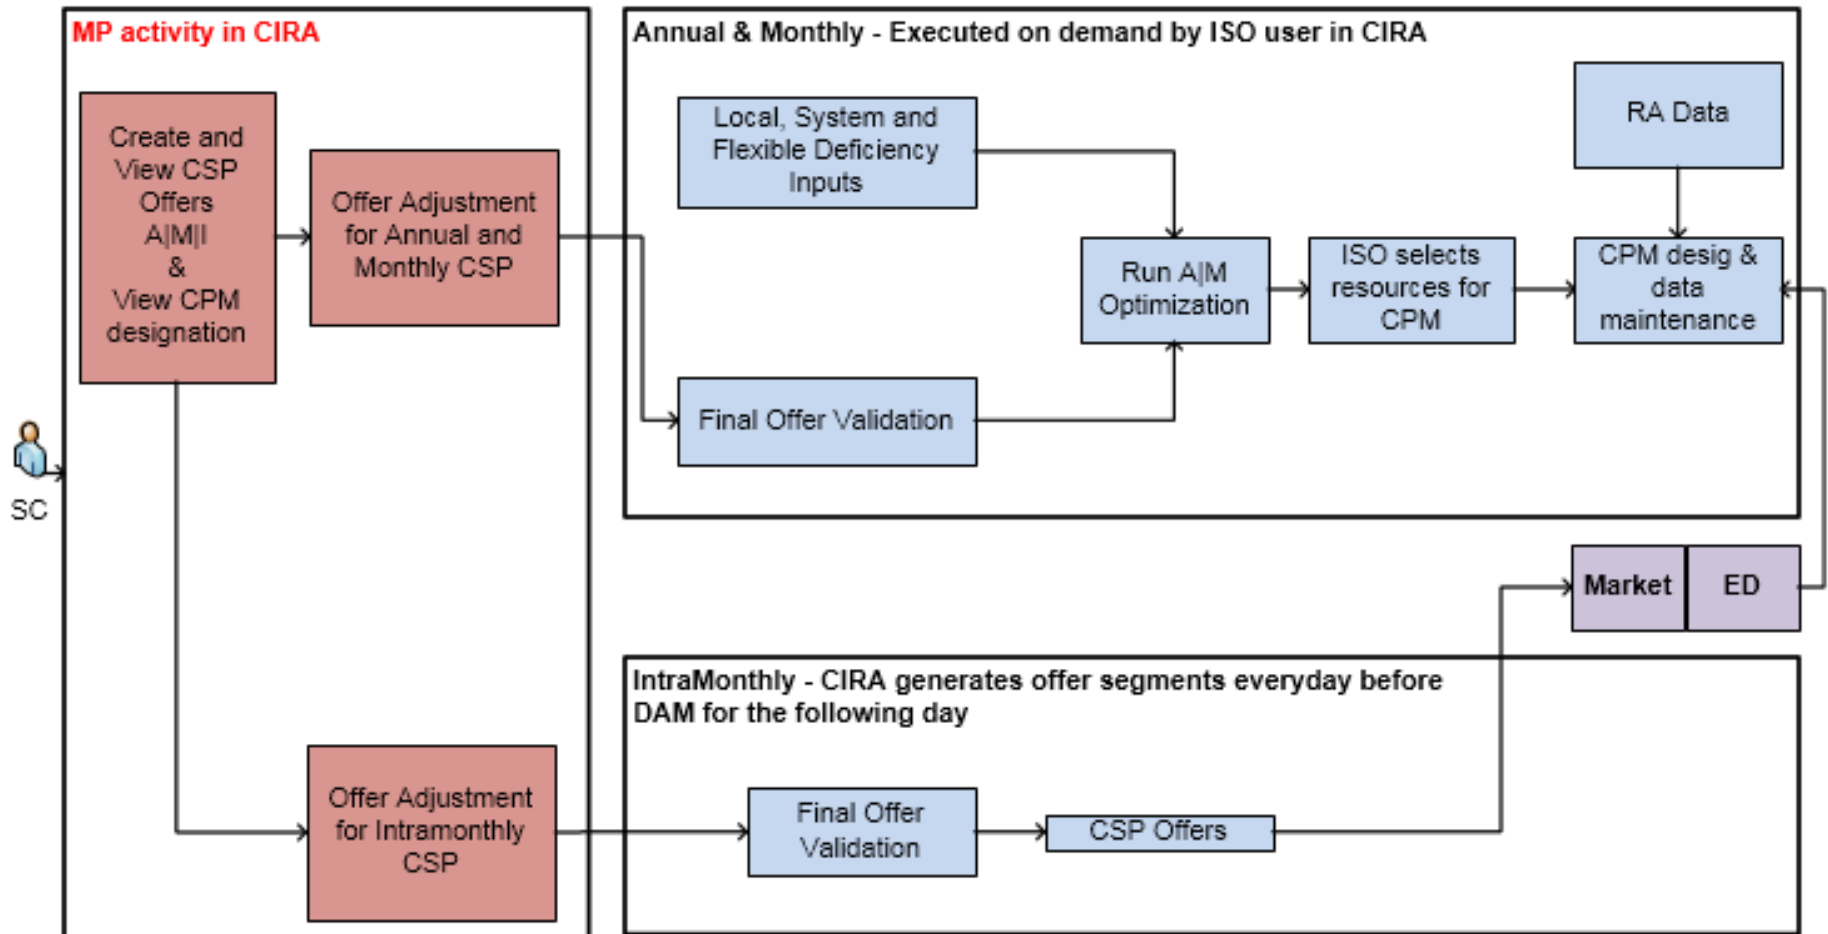 MP activity in CIRA
Create and
View CSP
Offers
A|M|I
&
View CPM
designation
Offer Adjustment
for Annual and
Monthly CSP
SC
Offer Adjustment
for Intramonthly
CSP
Annual & Monthly - Executed on demand by ISO user in CIRA
Local, System and
Flexible Deficiency
Inputs
RA Data
Run A|M
Optimization
ISO selects
resources for
CPM
CPM desig &
data
maintenance
Final Offer Validation
Market
ED
IntraMonthly - CIRA generates offer segments everyday before
DAM for the following day
Final Offer
Validation
CSP Offers